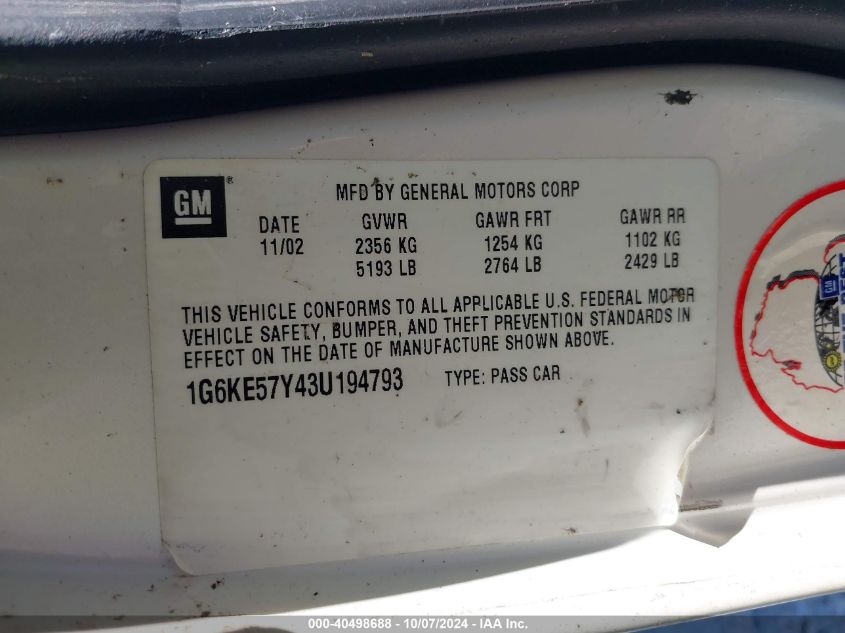 GM ®
MFD BY GENERAL MOTORS CORP
DATE GVWR GAWR FRT GAWR RR
11/02 2356 KG 1254 KG 1102 KG
5193 LB 2764 LB 2429 LB
THIS VEHICLE CONFORMS TO ALL APPLICABLE U.S. FEDERAL MOTOR
VEHICLE SAFETY, BUMPER, AND THEFT PREVENTION STANDARDS IN
EFFECT ON THE DATE OF MANUFACTURE SHOWN ABOVE.
1G6KE57Y43U194793 TYPE: PASS CAR
GM
000-40498688 - 10/07/2024 - IAA Inc.